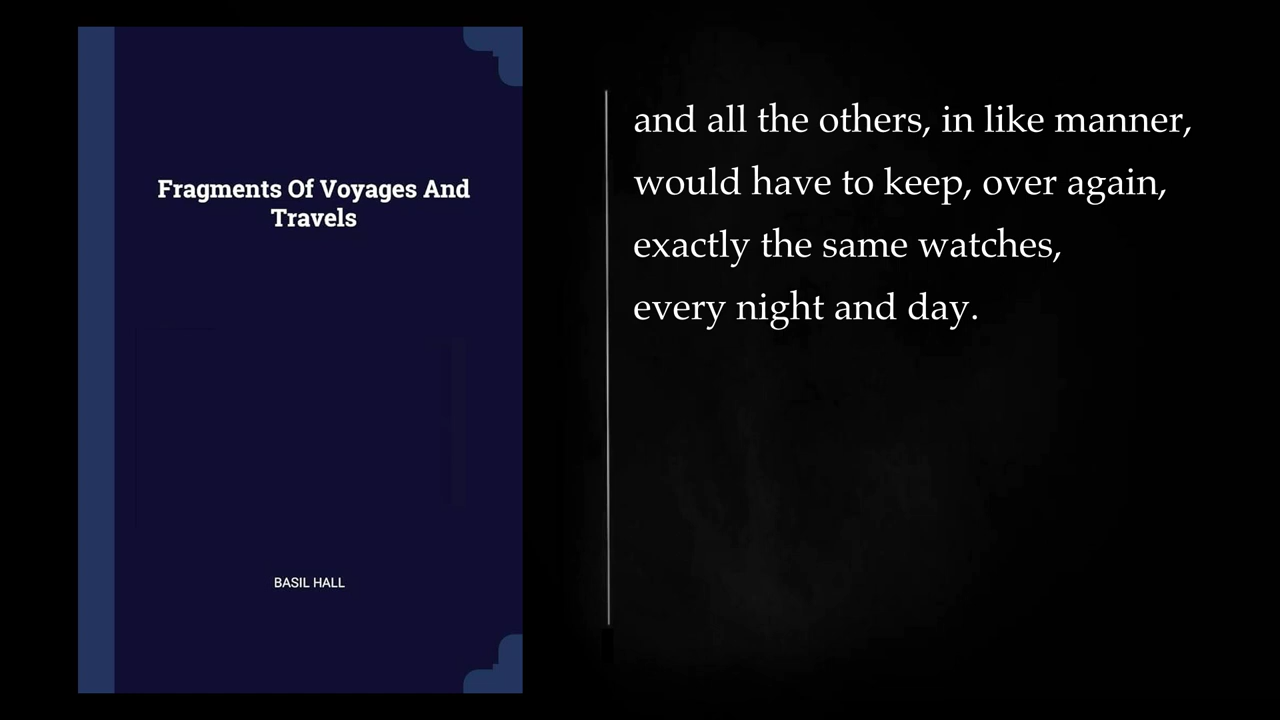 Fragments Of Voyages And
Travels
BASIL HALL
and all the others, in like manner,
would have to keep, over again,
exactly the same watches,
every night and day.